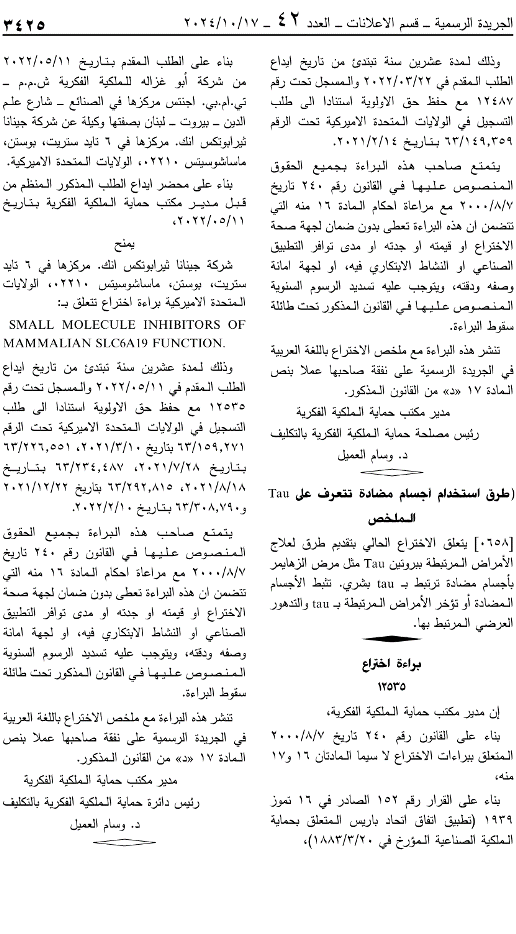 الجريدة الرسمية ــ قسم الاعلانات ــ العدد ٤٢ ــ ٢٠٢٤/١٠/١٧
٣٤٢٥
وذلك لمدة عشرين سنة تبتدئ من تاريخ ايداع
الطلب المقدم في ٢٠٢٢/٠٣/٢٢ والمسجل تحت رقم
١٢٤٨٧ مع حفظ حق الاولوية استنادا الى طلب
التسجيل في الولايات المتحدة الاميركية تحت الرقم
٦٣/١٤٩,٣٥٩ بتاريخ ٢٠٢١/٢/١٤.
يتمتع صاحب هذه البراءة بجميع الحقوق
المنصوص عليها في القانون رقم ٢٤٠ تاريخ
٢٠٠٠/٨/٧ مع مراعاة احكام المادة ١٦ منه التي
تتضمن ان هذه البراءة تعطى بدون ضمان لجهة صحة
الاختراع او قيمته او جدته او مدى توافر التطبيق
الصناعي او النشاط الابتكاري فيه، او لجهة امانة
وصفه ودقته، ويتوجب عليه تسديد الرسوم السنوية
المنصوص عليها في القانون المذكور تحت طائلة
سقوط البراءة.
تنشر هذه البراءة مع ملخص الاختراع باللغة العربية
في الجريدة الرسمية على نفقة صاحبها عملا بنص
المادة ١٧ «د» من القانون المذكور.
مدير مكتب حماية الملكية الفكرية
رئيس مصلحة حماية الملكية الفكرية بالتكليف
د. وسام العميل
(طرق استخدام أجسام مضادة تتعرف على Tau
الملخص
[٠٦٥٨] يتعلق الاختراع الحالي بتقديم طرق لعلاج
الأمراض المرتبطة ببروتين Tau مثل مرض الزهايمر
بأجسام مضادة ترتبط بـ tau بشري. تثبط الأجسام
المضادة أو تؤخر الأمراض المرتبطة بـ tau والتدهور
العرضي المرتبط بها.
براءة اختراع
١٢٥٣٥
إن مدير مكتب حماية الملكية الفكرية،
بناء على القانون رقم ٢٤٠ تاريخ ٢٠٠٠/٨/٧
المتعلق ببراءات الاختراع لا سيما المادتان ١٦ و١٧
منه،
بناء على القرار رقم ١٥٢ الصادر في ١٦ تموز
١٩٣٩ (تطبيق اتفاق اتحاد باريس المتعلق بحماية
الملكية الصناعية المؤرخ في ١٨٨٣/٣/٢٠)،
بناء على الطلب المقدم بتاريخ ٢٠٢٢/٠٥/١١
من شركة أبو غزاله للملكية الفكرية ش.م.م ــ
تي.ام.بي. اجنتس مركزها في الصنائع ــ شارع علم
الدين ــ بيروت ــ لبنان بصفتها وكيلة عن شركة جينانا
ثيرابوتكس انك. مركزها في ٦ تايد ستريت، بوستن،
ماساشوسيتس ٠٢٢١٠، الولايات المتحدة الاميركية.
بناء على محضر ايداع الطلب المذكور المنظم من
قبل مدير مكتب حماية الملكية الفكرية بتاريخ
٢٠٢٢/٠٥/١١،
يمنح
شركة جينانا ثيرابوتكس انك. مركزها في ٦ تايد
ستريت، بوستن، ماساشوسيتس ٠٢٢١٠، الولايات
المتحدة الاميركية براءة اختراع تتعلق بـ:
SMALL MOLECULE INHIBITORS OF
MAMMALIAN SLC6A19 FUNCTION.
وذلك لمدة عشرين سنة تبتدئ من تاريخ ايداع
الطلب المقدم في ٢٠٢٢/٠٥/١١ والمسجل تحت رقم
١٢٥٣٥ مع حفظ حق الاولوية استنادا الى طلب
التسجيل في الولايات المتحدة الاميركية تحت الرقم
٦٣/١٥٩,٢٧١ بتاريخ ٢٠٢١/٣/١٠، ٦٣/٢٢٦,٥٥١
بتاريخ ٢٠٢١/٧/٢٨، ٦٣/٢٣٤,٤٨٧ بتاريخ
٢٠٢١/٨/١٨، ٦٣/٢٩٢,٨١٥ بتاريخ ٢٠٢١/١٢/٢٢
و٦٣/٣٠٨,٧٩٠ بتاريخ ٢٠٢٢/٢/١٠.
يتمتع صاحب هذه البراءة بجميع الحقوق
المنصوص عليها في القانون رقم ٢٤٠ تاريخ
٢٠٠٠/٨/٧ مع مراعاة احكام المادة ١٦ منه التي
تتضمن ان هذه البراءة تعطى بدون ضمان لجهة صحة
الاختراع او قيمته او جدته او مدى توافر التطبيق
الصناعي او النشاط الابتكاري فيه، او لجهة امانة
وصفه ودقته، ويتوجب عليه تسديد الرسوم السنوية
المنصوص عليها في القانون المذكور تحت طائلة
سقوط البراءة.
تنشر هذه البراءة مع ملخص الاختراع باللغة العربية
في الجريدة الرسمية على نفقة صاحبها عملا بنص
المادة ١٧ «د» من القانون المذكور.
مدير مكتب حماية الملكية الفكرية
رئيس دائرة حماية الملكية الفكرية بالتكليف
د. وسام العميل